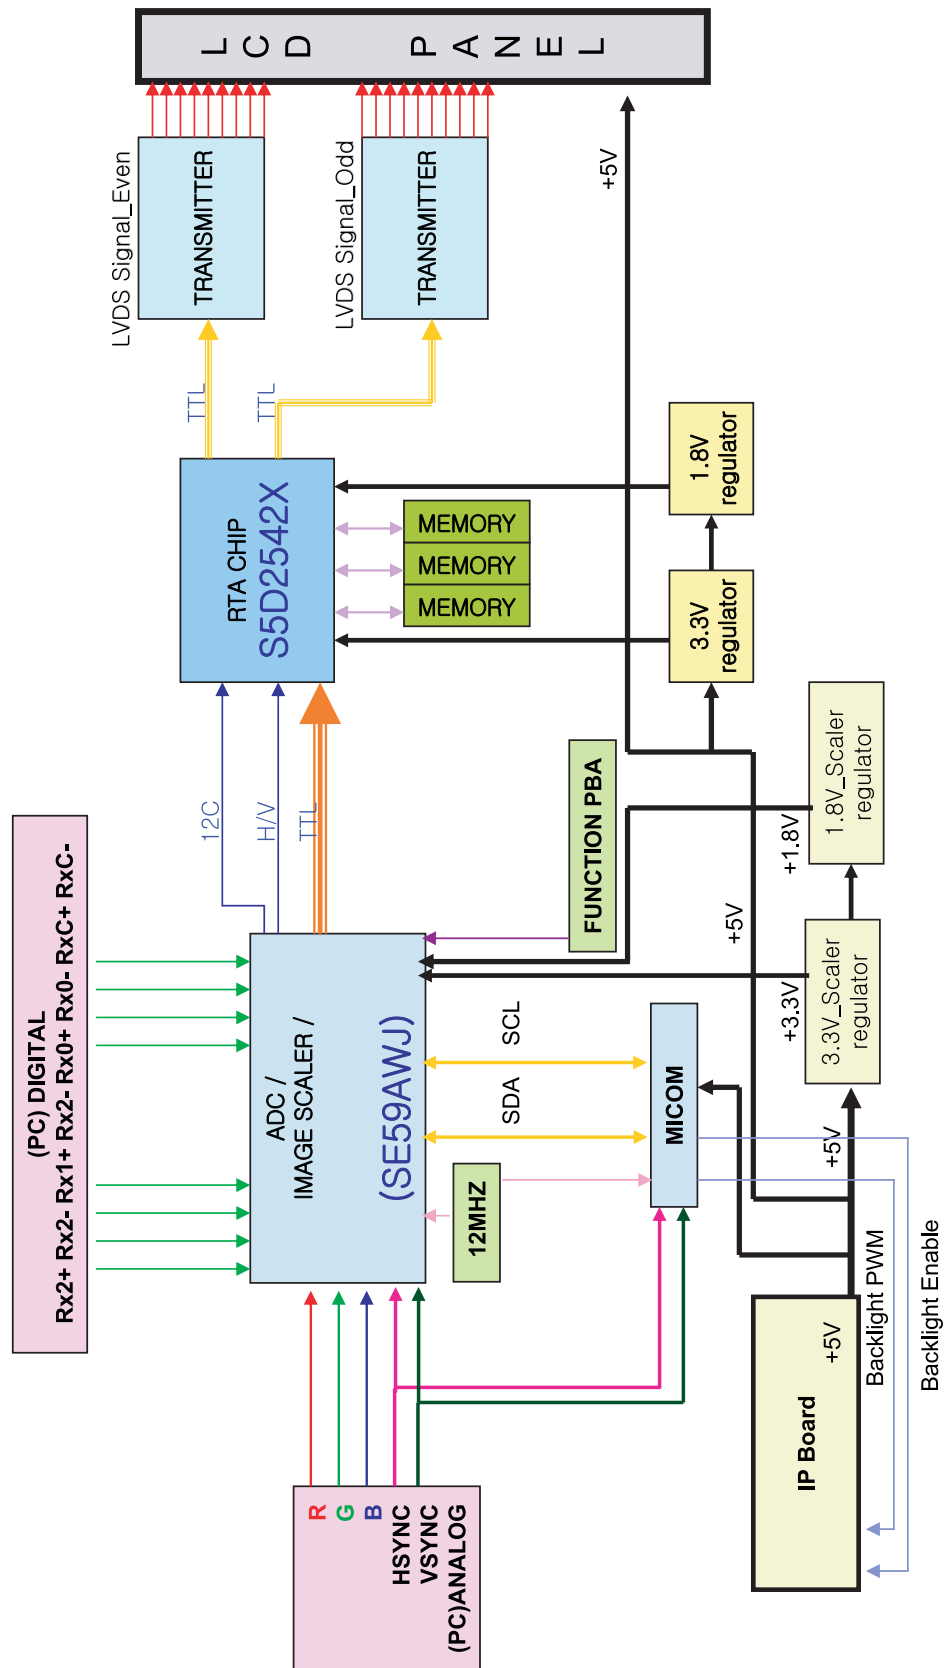 (PC) DIGITAL
Rx2+ Rx2- Rx1+ Rx2- Rx0+ Rx0- RxC+ RxC-
R
G
B
HSYNC
VSYNC
(PC)ANALOG
ADC /
IMAGE SCALER /
(SE59AWJ)
12C
H/V
TTL
RTA CHIP
S5D2542X
TTL
TTL
LVDS Signal_Even
TRANSMITTER
LVDS Signal_Odd
TRANSMITTER
LCD PANEL
MEMORY
MEMORY
MEMORY
12MHZ
SDA
SCL
MICOM
FUNCTION PBA
+5V
3.3V
regulator
1.8V
regulator
+5V
+3.3V
+1.8V
3.3V_Scaler
regulator
1.8V_Scaler
regulator
+5V
+5V
IP Board
Backlight PWM
Backlight Enable